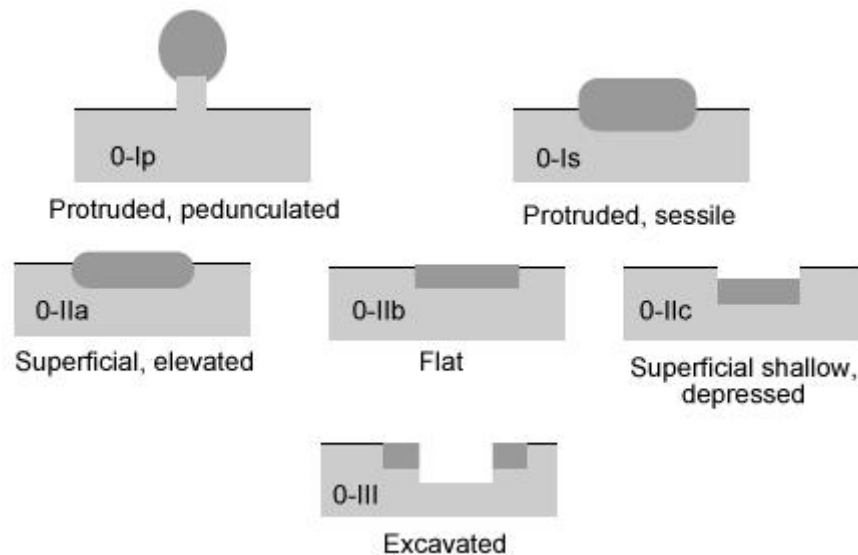 0-Ip
Protruded, pedunculated
0-Is
Protruded, sessile
0-IIa
Superficial, elevated
0-IIb
Flat
0-IIc
Superficial shallow,
depressed
0-III
Excavated